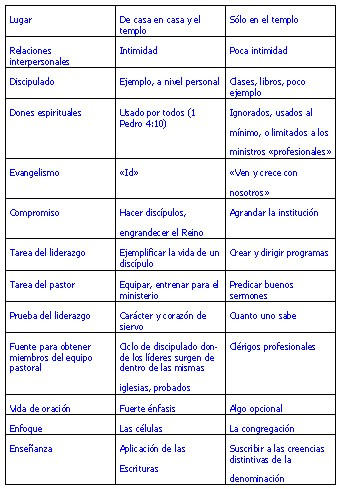 Lugar
De casa en casa y el
templo
Sólo en el templo
Relaciones
interpersonales
Intimidad
Poca intimidad
Discipulado
Ejemplo, a nivel personal
Clases, libros, poco
ejemplo
Dones espirituales
Usado por todos (1
Pedro 4:10)
Ignorados, usados al
mínimo, o limitados a los
ministros «profesionales»
Evangelismo
«Id»
«Ven y crece con
nosotros»
Compromiso
Hacer discípulos,
engrandecer el Reino
Agrandar la institución
Tarea del liderazgo
Ejemplificar la vida de un
discípulo
Crear y dirigir programas
Tarea del pastor
Equipar, entrenar para el
ministerio
Predicar buenos
sermones
Prueba del liderazgo
Carácter y corazón de
siervo
Cuanto uno sabe
Fuente para obtener
miembros del equipo
pastoral
Ciclo de discipulado don-
de los líderes surgen de
dentro de las mismas
iglesias, probados
Clérigos profesionales
Vida de oración
Fuerte énfasis
Algo opcional
Enfoque
Las células
La congregación
Enseñanza
Aplicación de las
Escrituras
Suscribir a las creencias
distintivas de la
denominación